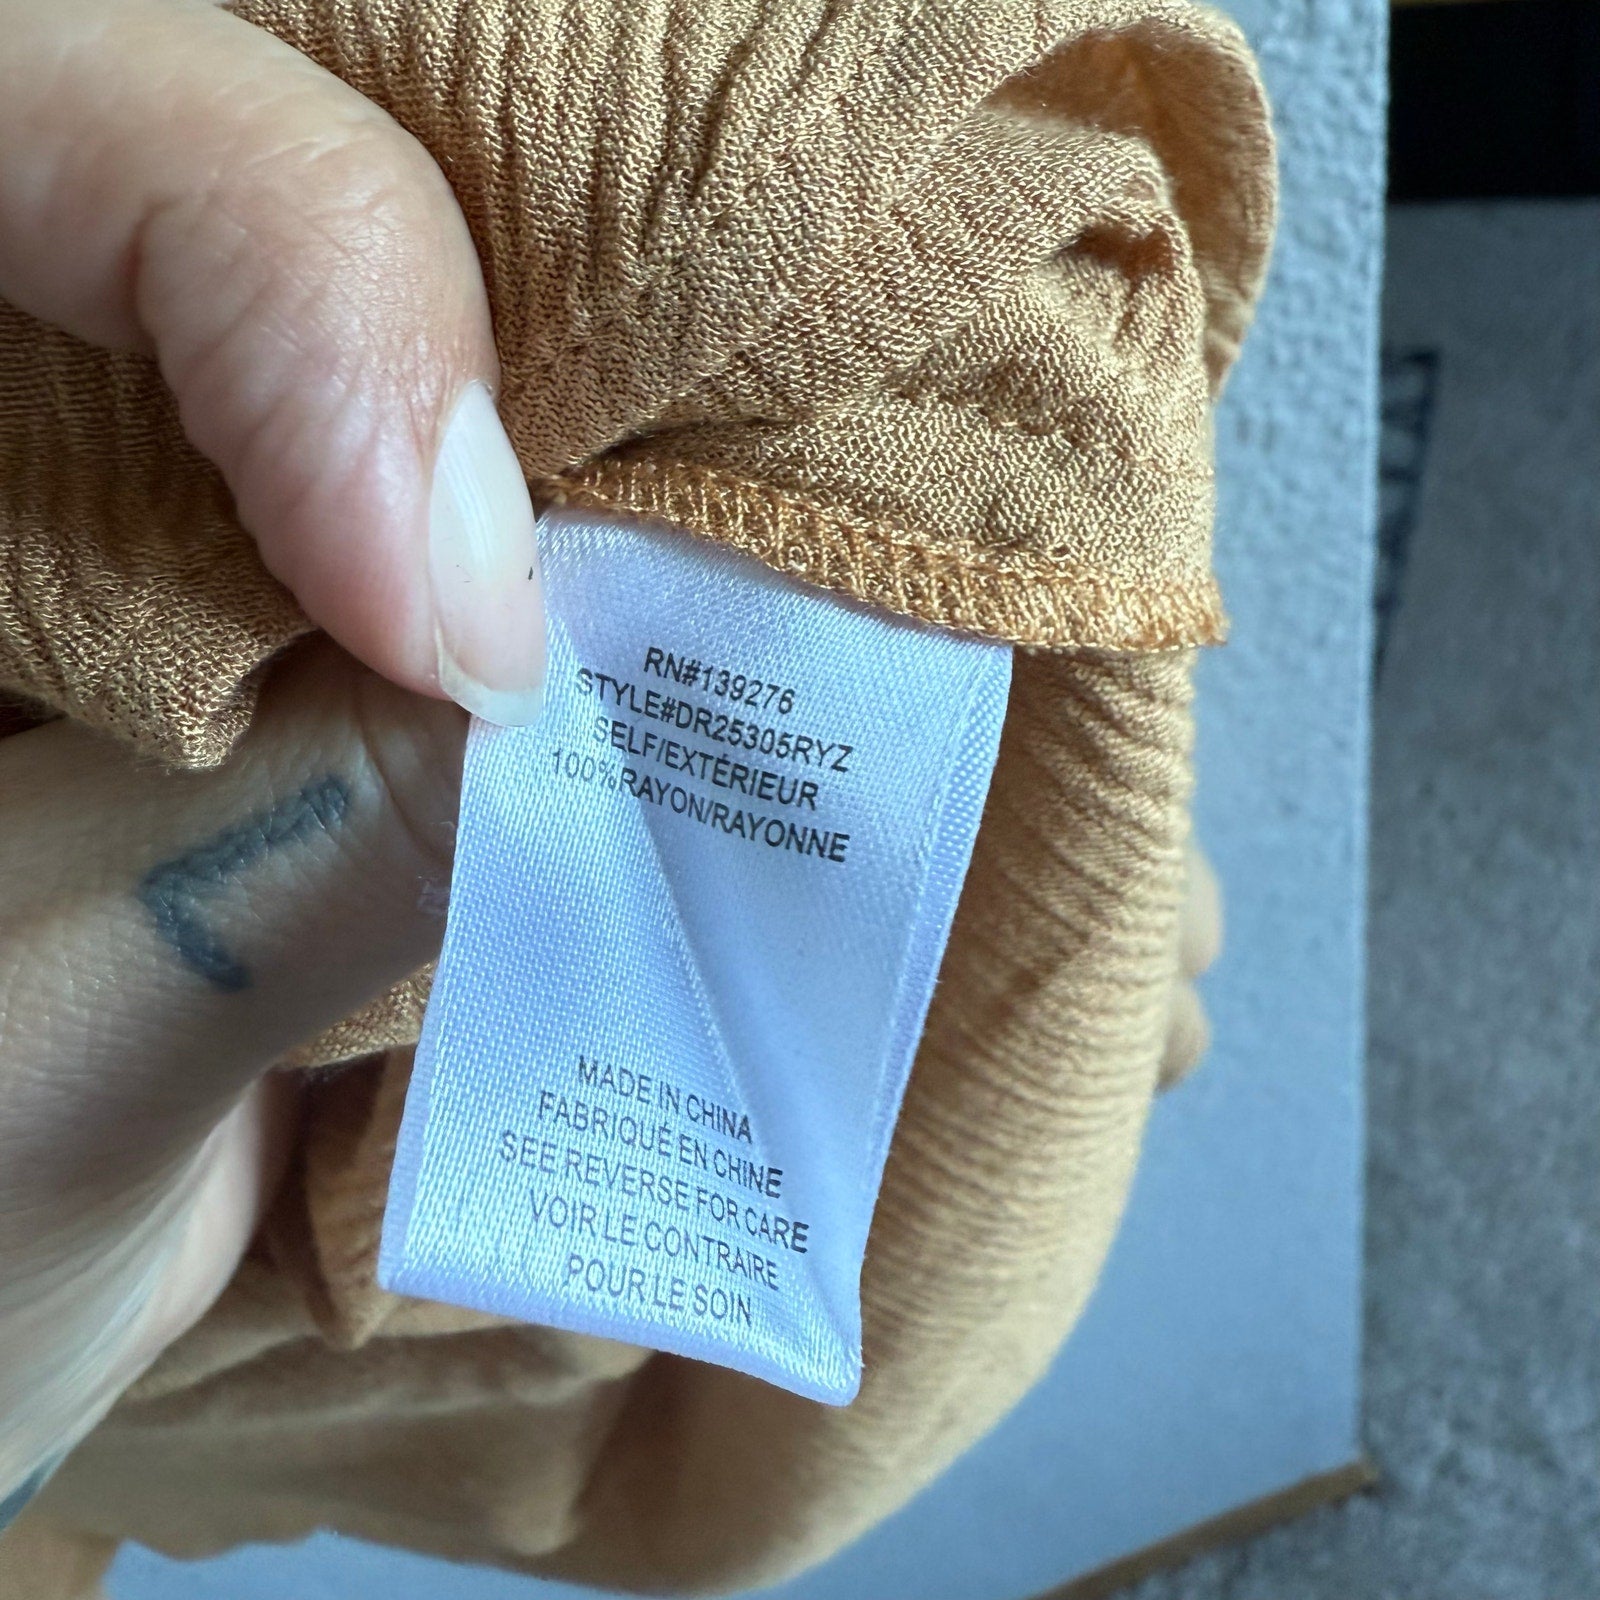 RN#139276
STYLE#DR25305RYZ
SELF/EXTÉRIEUR
100%RAYON/RAYONNE
MADE IN CHINA
FABRIQUÉ EN CHINE
SEE REVERSE FOR CARE
VOIR LE CONTRAIRE
POUR LE SOIN